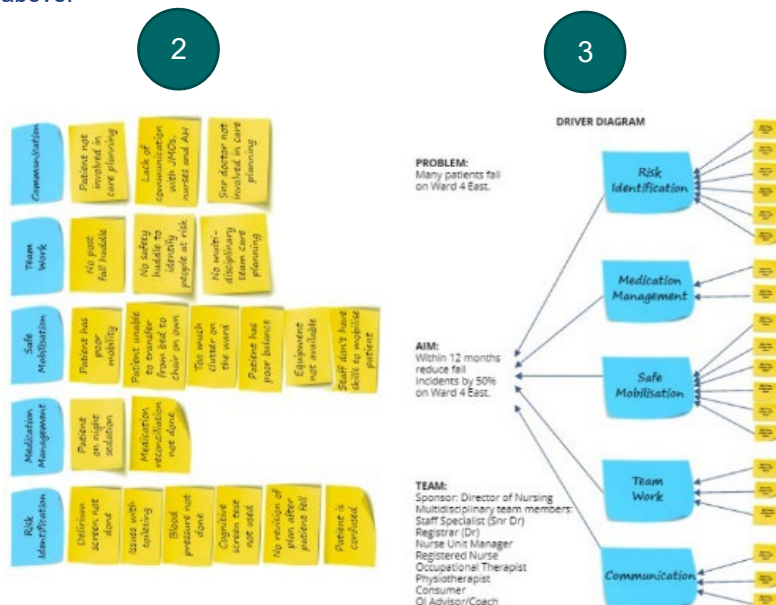 above.
2
3
Communication
Patient not
involved in
care planning
Lack of
communication
with JMOs,
nurses and AH
Snr doctor not
involved in care
planning
Team
Work
No post
fall huddle
No safety
huddle to
identify
people at risk
No multi-
disciplinary
team care
planning
Safe
Mobilisation
Patient has
poor
mobility
Patient unable
to transfer
from bed to
chair on own
Too much
clutter on
the ward
Patient has
poor balance
Equipment
not available
Staff don't have
skills to mobilise
patient
Medication
Management
Patient
on night
sedation
Medication
reconciliation
not done
Risk
Identification
Delirium
screen not
done
Issues with
toileting
Blood
pressure not
done
Cognitive
screen test
not used
No revision of
plan after
patient fell
Patient is
confused
DRIVER DIAGRAM
PROBLEM:
Many patients fall
on Ward 4 East.
AIM:
Within 12 months
reduce fall
incidents by 50%
on Ward 4 East.
TEAM:
Sponsor: Director of Nursing
Multidisciplinary team members:
Staff Specialist (Snr Dr)
Registrar (Dr)
Nurse Unit Manager
Registered Nurse
Occupational Therapist
Physiotherapist
Consumer
QI Advisor/Coach
Risk
Identification
Medication
Management
Safe
Mobilisation
Team
Work
Communication